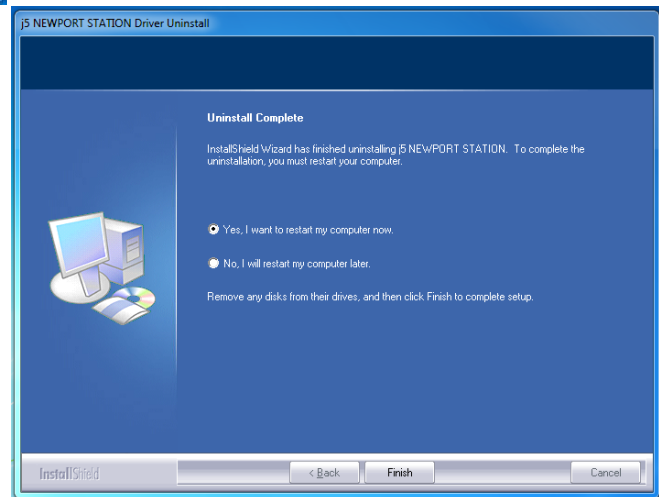 j5 NEWPORT STATION Driver Uninstall
Uninstall Complete
InstallShield Wizard has finished uninstalling j5 NEWPORT STATION. To complete the
uninstallation, you must restart your computer.
Yes, I want to restart my computer now.
No, I will restart my computer later.
Remove any disks from their drives, and then click Finish to complete setup.
InstallShield
< Back
Finish
Cancel